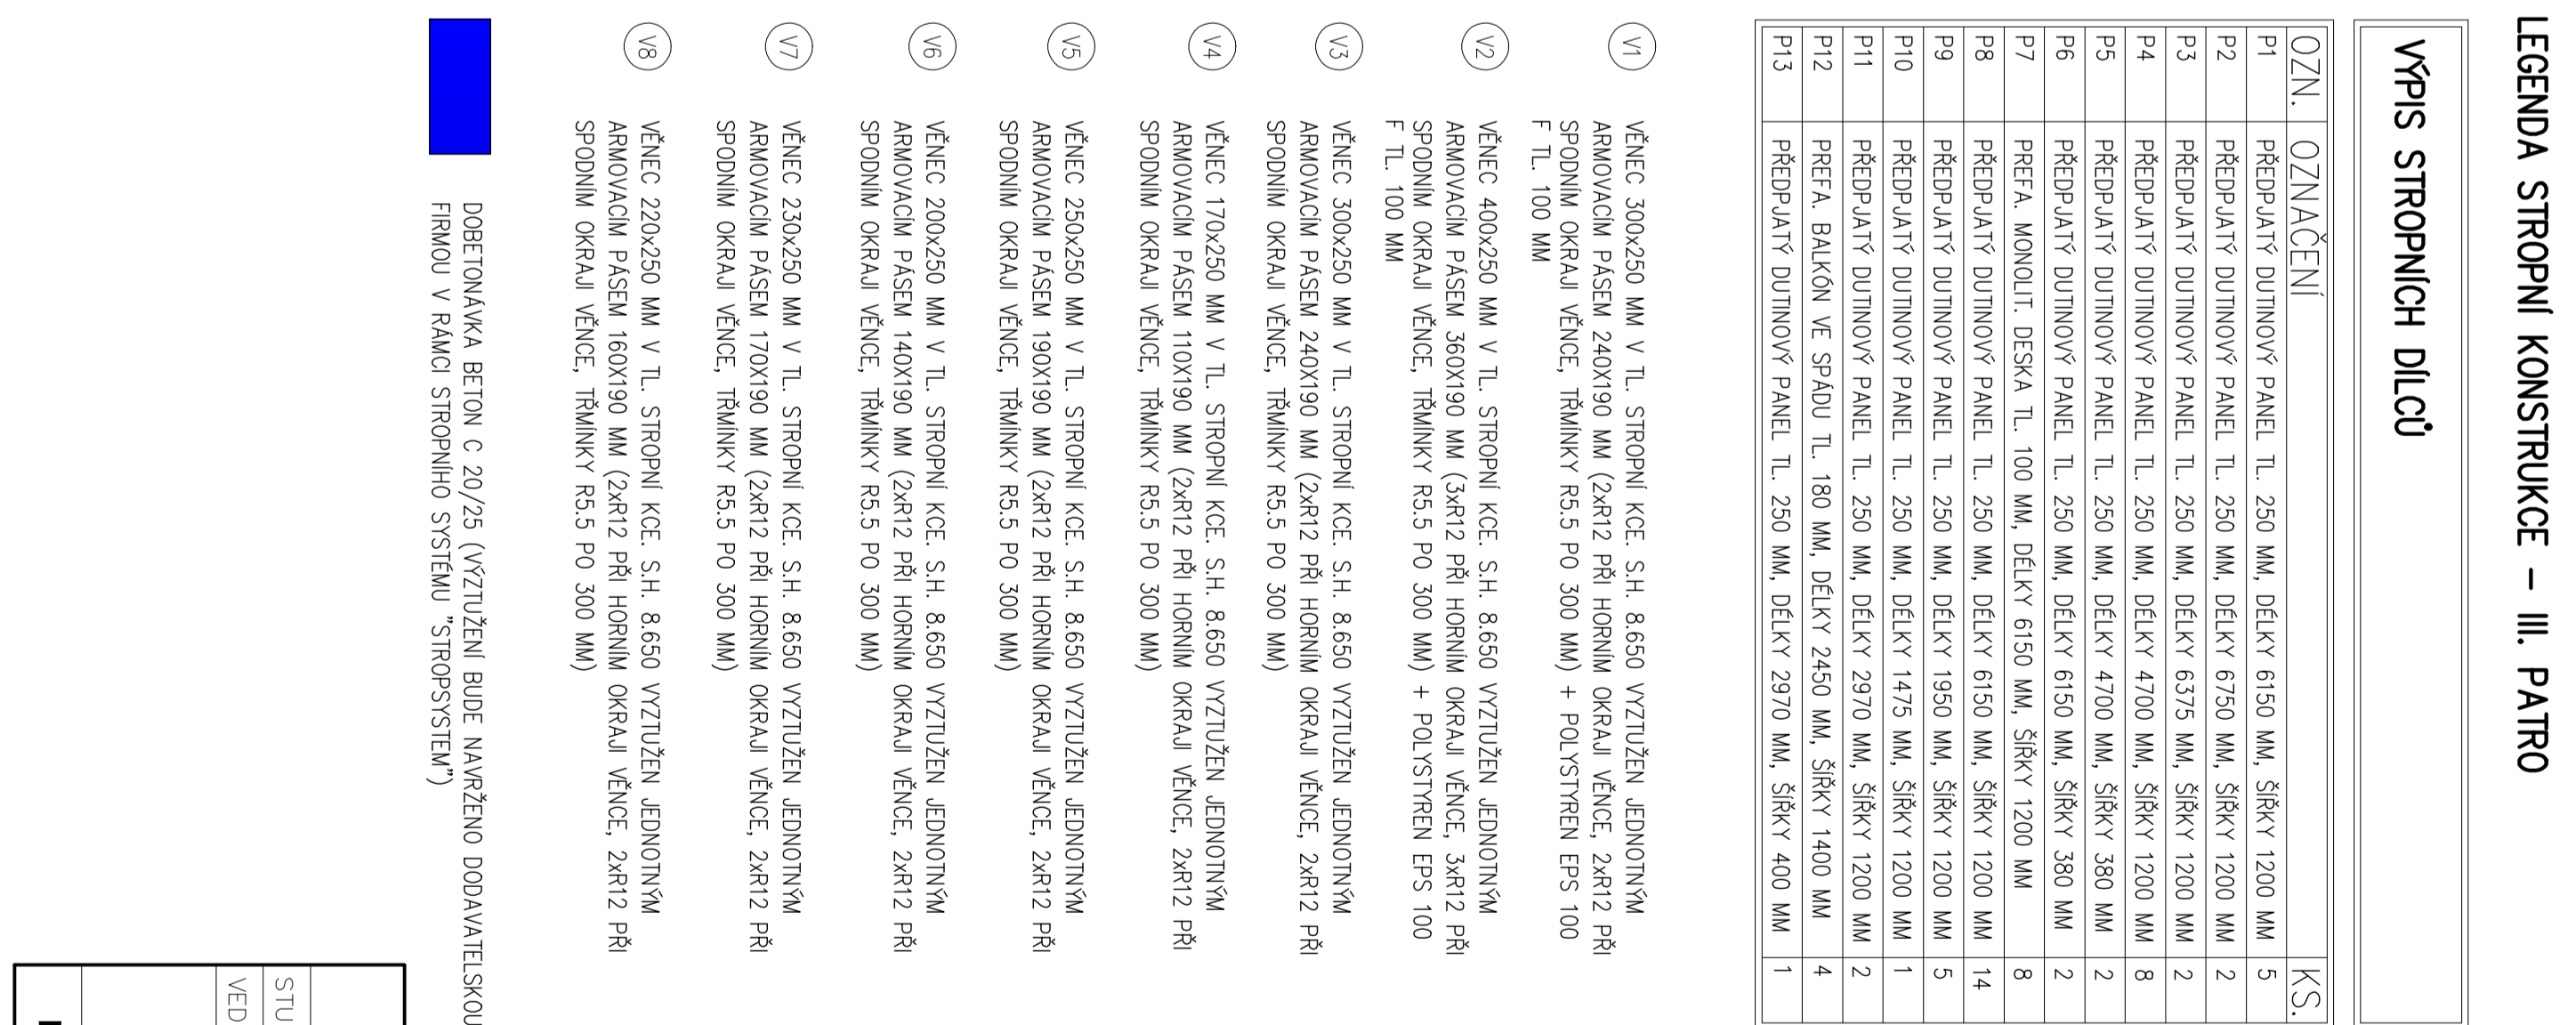 LEGENDA STROPNÍ KONSTRUKCE – III. PATRO
VÝPIS STROPNÍCH DÍLCŮ
OZN. OZNAČENÍ KS.
P1 PŘEDPJATÝ DUTINOVÝ PANEL TL. 250 MM, DÉLKY 6150 MM, ŠÍŘKY 1200 MM 5
P2 PŘEDPJATÝ DUTINOVÝ PANEL TL. 250 MM, DÉLKY 6750 MM, ŠÍŘKY 1200 MM 2
P3 PŘEDPJATÝ DUTINOVÝ PANEL TL. 250 MM, DÉLKY 6375 MM, ŠÍŘKY 1200 MM 2
P4 PŘEDPJATÝ DUTINOVÝ PANEL TL. 250 MM, DÉLKY 4700 MM, ŠÍŘKY 1200 MM 8
P5 PŘEDPJATÝ DUTINOVÝ PANEL TL. 250 MM, DÉLKY 4700 MM, ŠÍŘKY 380 MM 2
P6 PŘEDPJATÝ DUTINOVÝ PANEL TL. 250 MM, DÉLKY 6150 MM, ŠÍŘKY 380 MM 2
P7 PREFA. MONOLIT. DESKA TL. 100 MM, DÉLKY 6150 MM, ŠÍŘKY 1200 MM 8
P8 PŘEDPJATÝ DUTINOVÝ PANEL TL. 250 MM, DÉLKY 6150 MM, ŠÍŘKY 1200 MM 14
P9 PŘEDPJATÝ DUTINOVÝ PANEL TL. 250 MM, DÉLKY 1950 MM, ŠÍŘKY 1200 MM 5
P10 PŘEDPJATÝ DUTINOVÝ PANEL TL. 250 MM, DÉLKY 1475 MM, ŠÍŘKY 1200 MM 1
P11 PŘEDPJATÝ DUTINOVÝ PANEL TL. 250 MM, DÉLKY 2970 MM, ŠÍŘKY 1200 MM 2
P12 PREFA. BALKÓN VE SPÁDU TL. 180 MM, DÉLKY 2450 MM, ŠÍŘKY 1400 MM 4
P13 PŘEDPJATÝ DUTINOVÝ PANEL TL. 250 MM, DÉLKY 2970 MM, ŠÍŘKY 400 MM 1
V1 VĚNEC 300x250 MM V TL. STROPNÍ KCE. S.H. 8.650 VYZTUŽEN JEDNOTNÝM
ARMOVACÍM PÁSEM 240X190 MM (2xR12 PŘI HORNÍM OKRAJI VĚNCE, 2xR12 PŘI
SPODNÍM OKRAJI VĚNCE, TŘMÍNKY R5.5 PO 300 MM) + POLYSTYREN EPS 100
F TL. 100 MM
V2 VĚNEC 400x250 MM V TL. STROPNÍ KCE. S.H. 8.650 VYZTUŽEN JEDNOTNÝM
ARMOVACÍM PÁSEM 360X190 MM (3xR12 PŘI HORNÍM OKRAJI VĚNCE, 3xR12 PŘI
SPODNÍM OKRAJI VĚNCE, TŘMÍNKY R5.5 PO 300 MM) + POLYSTYREN EPS 100
F TL. 100 MM
V3 VĚNEC 300x250 MM V TL. STROPNÍ KCE. S.H. 8.650 VYZTUŽEN JEDNOTNÝM
ARMOVACÍM PÁSEM 240X190 MM (2xR12 PŘI HORNÍM OKRAJI VĚNCE, 2xR12 PŘI
SPODNÍM OKRAJI VĚNCE, TŘMÍNKY R5.5 PO 300 MM)
V4 VĚNEC 170x250 MM V TL. STROPNÍ KCE. S.H. 8.650 VYZTUŽEN JEDNOTNÝM
ARMOVACÍM PÁSEM 110X190 MM (2xR12 PŘI HORNÍM OKRAJI VĚNCE, 2xR12 PŘI
SPODNÍM OKRAJI VĚNCE, TŘMÍNKY R5.5 PO 300 MM)
V5 VĚNEC 250x250 MM V TL. STROPNÍ KCE. S.H. 8.650 VYZTUŽEN JEDNOTNÝM
ARMOVACÍM PÁSEM 190X190 MM (2xR12 PŘI HORNÍM OKRAJI VĚNCE, 2xR12 PŘI
SPODNÍM OKRAJI VĚNCE, TŘMÍNKY R5.5 PO 300 MM)
V6 VĚNEC 200x250 MM V TL. STROPNÍ KCE. S.H. 8.650 VYZTUŽEN JEDNOTNÝM
ARMOVACÍM PÁSEM 140X190 MM (2xR12 PŘI HORNÍM OKRAJI VĚNCE, 2xR12 PŘI
SPODNÍM OKRAJI VĚNCE, TŘMÍNKY R5.5 PO 300 MM)
V7 VĚNEC 230x250 MM V TL. STROPNÍ KCE. S.H. 8.650 VYZTUŽEN JEDNOTNÝM
ARMOVACÍM PÁSEM 170X190 MM (2xR12 PŘI HORNÍM OKRAJI VĚNCE, 2xR12 PŘI
SPODNÍM OKRAJI VĚNCE, TŘMÍNKY R5.5 PO 300 MM)
V8 VĚNEC 220x250 MM V TL. STROPNÍ KCE. S.H. 8.650 VYZTUŽEN JEDNOTNÝM
ARMOVACÍM PÁSEM 160X190 MM (2xR12 PŘI HORNÍM OKRAJI VĚNCE, 2xR12 PŘI
SPODNÍM OKRAJI VĚNCE, TŘMÍNKY R5.5 PO 300 MM)
DOBETONÁVKA BETON C 20/25 (VÝZTUŽENÍ BUDE NAVRŽENO DODAVATELSKOU
FIRMOU V RÁMCI STROPNÍHO SYSTÉMU "STROPSYSTEM")
STU
VED